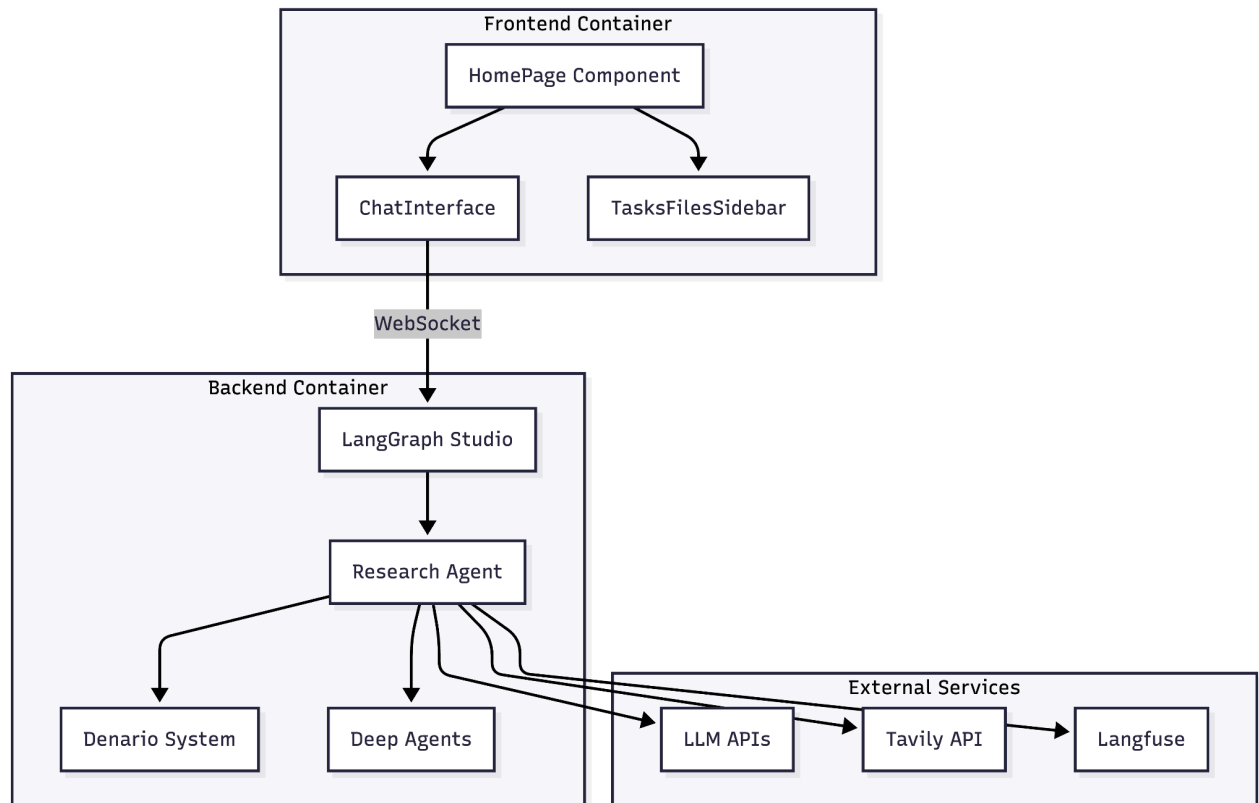 Frontend Container
HomePage Component
ChatInterface
TasksFilesSidebar
WebSocket
Backend Container
LangGraph Studio
Research Agent
External Services
Denario System
Deep Agents
LLM APIs
Tavily API
Langfuse